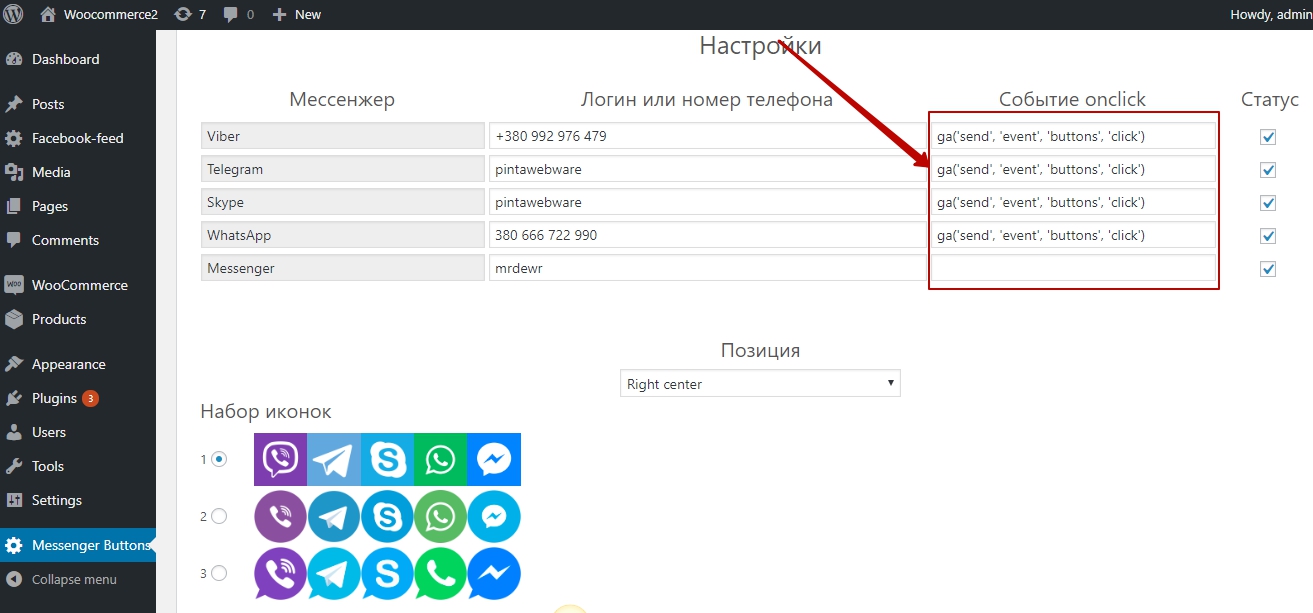 Woocommerce2 7 0 New Howdy, admin
Dashboard
Posts
Facebook-feed
Media
Pages
Comments
WOO WooCommerce
Products
Appearance
Plugins 3
Users
Tools
Settings
Messenger Buttons
Collapse menu
Настройки
Мессенжер Логин или номер телефона Событие onclick Статус
Viber +380 992 976 479 ga('send', 'event', 'buttons', 'click')
Telegram pintawebware ga('send', 'event', 'buttons', 'click')
Skype pintawebware ga('send', 'event', 'buttons', 'click')
WhatsApp 380 666 722 990 ga('send', 'event', 'buttons', 'click')
Messenger mrdewr
Позиция
Right center
Набор иконок
1
2
3